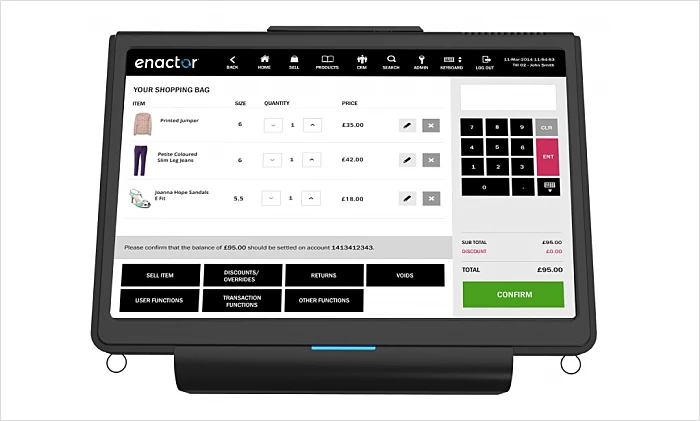 enactor
BACK
HOME
SELL
PRODUCTS
CRM
SEARCH
ADMIN
KEYBOARD
LOG OUT
11-Mar-2014 11:54:53
Till 02 - John Smith
YOUR SHOPPING BAG
ITEM SIZE QUANTITY PRICE
Printed Jumper 6 1 £35.00
Petite Coloured
Slim Leg Jeans 6 1 £42.00
Joanna Hope Sandals
E Fit 5.5 1 £18.00
Please confirm that the balance of £95.00 should be settled on account 1413412343.
SELL ITEM
DISCOUNTS/
OVERRIDES
RETURNS
VOIDS
USER FUNCTIONS
TRANSACTION
FUNCTIONS
OTHER FUNCTIONS
7 8 9 CLR
4 5 6 ENT
1 2 3
0 .
SUB TOTAL £95.00
DISCOUNT £0.00
TOTAL £95.00
CONFIRM